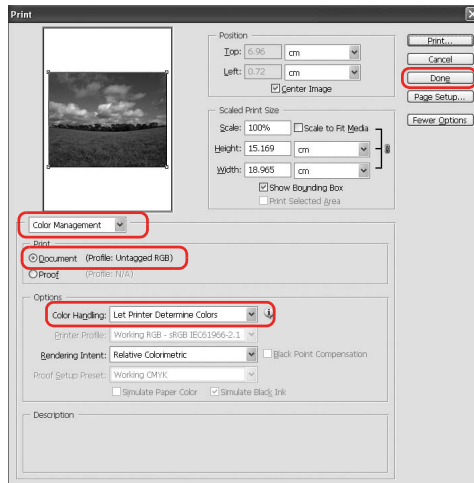 Print
Position
Top: 6.96 cm
Left: 0.72 cm
Center Image
Print...
Cancel
Done
Page Setup...
Fewer Options
Scaled Print Size
Scale: 100% Scale to Fit Media
Height: 15.169 cm
Width: 18.965 cm
Show Bounding Box
Print Selected Area
Color Management
Print
Document (Profile: Untagged RGB)
Proof (Profile: N/A)
Options
Color Handling: Let Printer Determine Colors
Printer Profile: Working RGB - sRGB IEC61966-2.1
Rendering Intent: Relative Colorimetric Black Point Compensation
Proof Setup Preset: Working CMYK
Simulate Paper Color Simulate Black Ink
Description